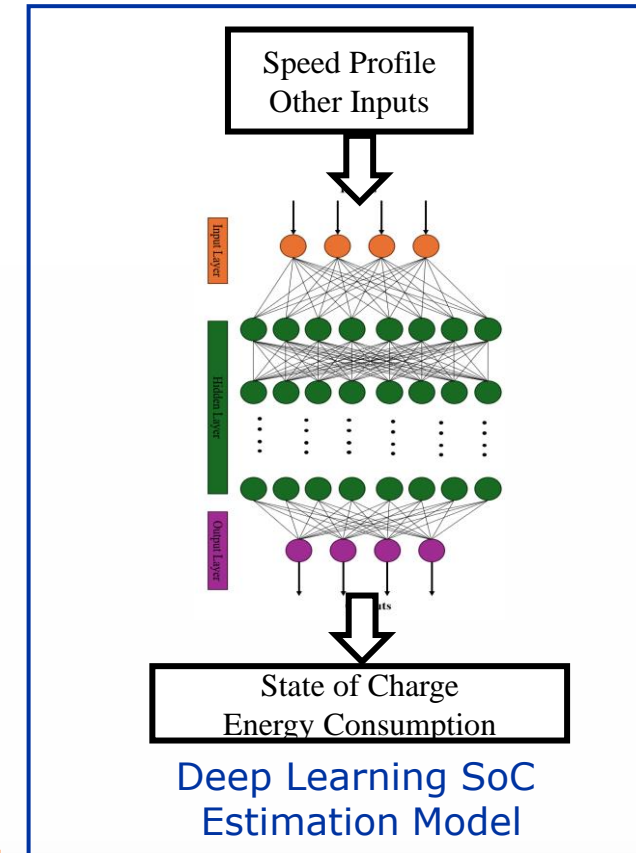 Speed Profile
Other Inputs
Input Layer
Hidden Layer
Output Layer
State of Charge
Energy Consumption
Deep Learning SoC
Estimation Model